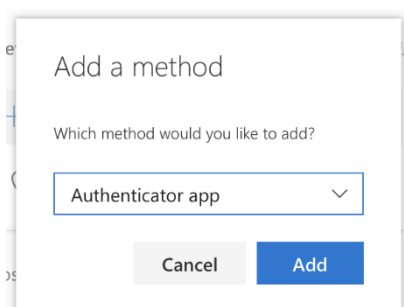 Add a method
Which method would you like to add?
Authenticator app
Cancel
Add